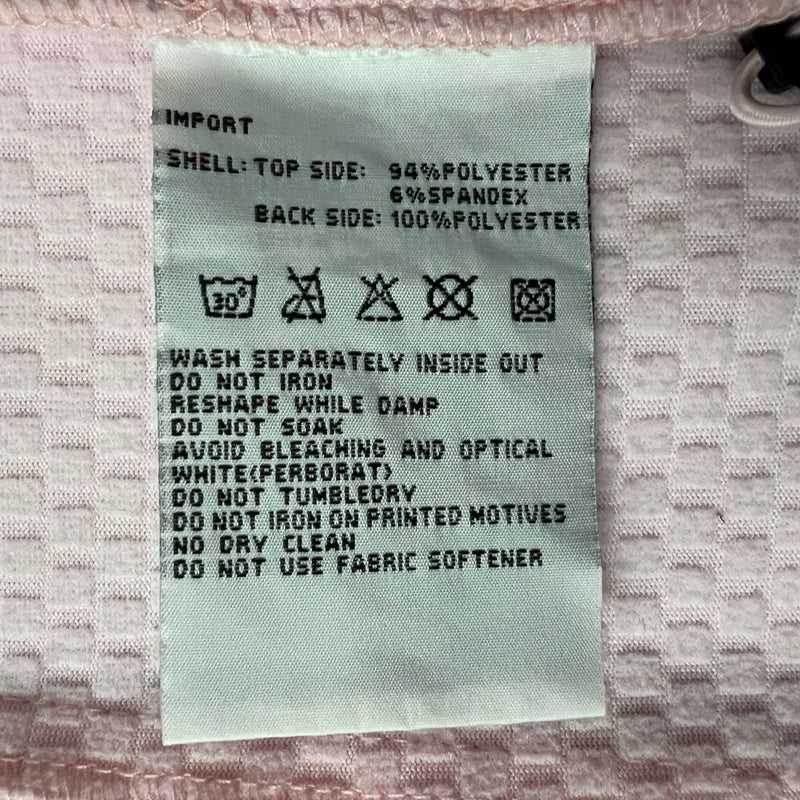 IMPORT
SHELL: TOP SIDE: 94%POLYESTER
6%SPANDEX
BACK SIDE: 100%POLYESTER
30°
WASH SEPARATELY INSIDE OUT
DO NOT IRON
RESHAPE WHILE DAMP
DO NOT SOAK
AVOID BLEACHING AND OPTICAL
WHITE(PERBORAT)
DO NOT TUMBLEDRY
DO NOT IRON ON PRINTED MOTIVES
NO DRY CLEAN
DO NOT USE FABRIC SOFTENER